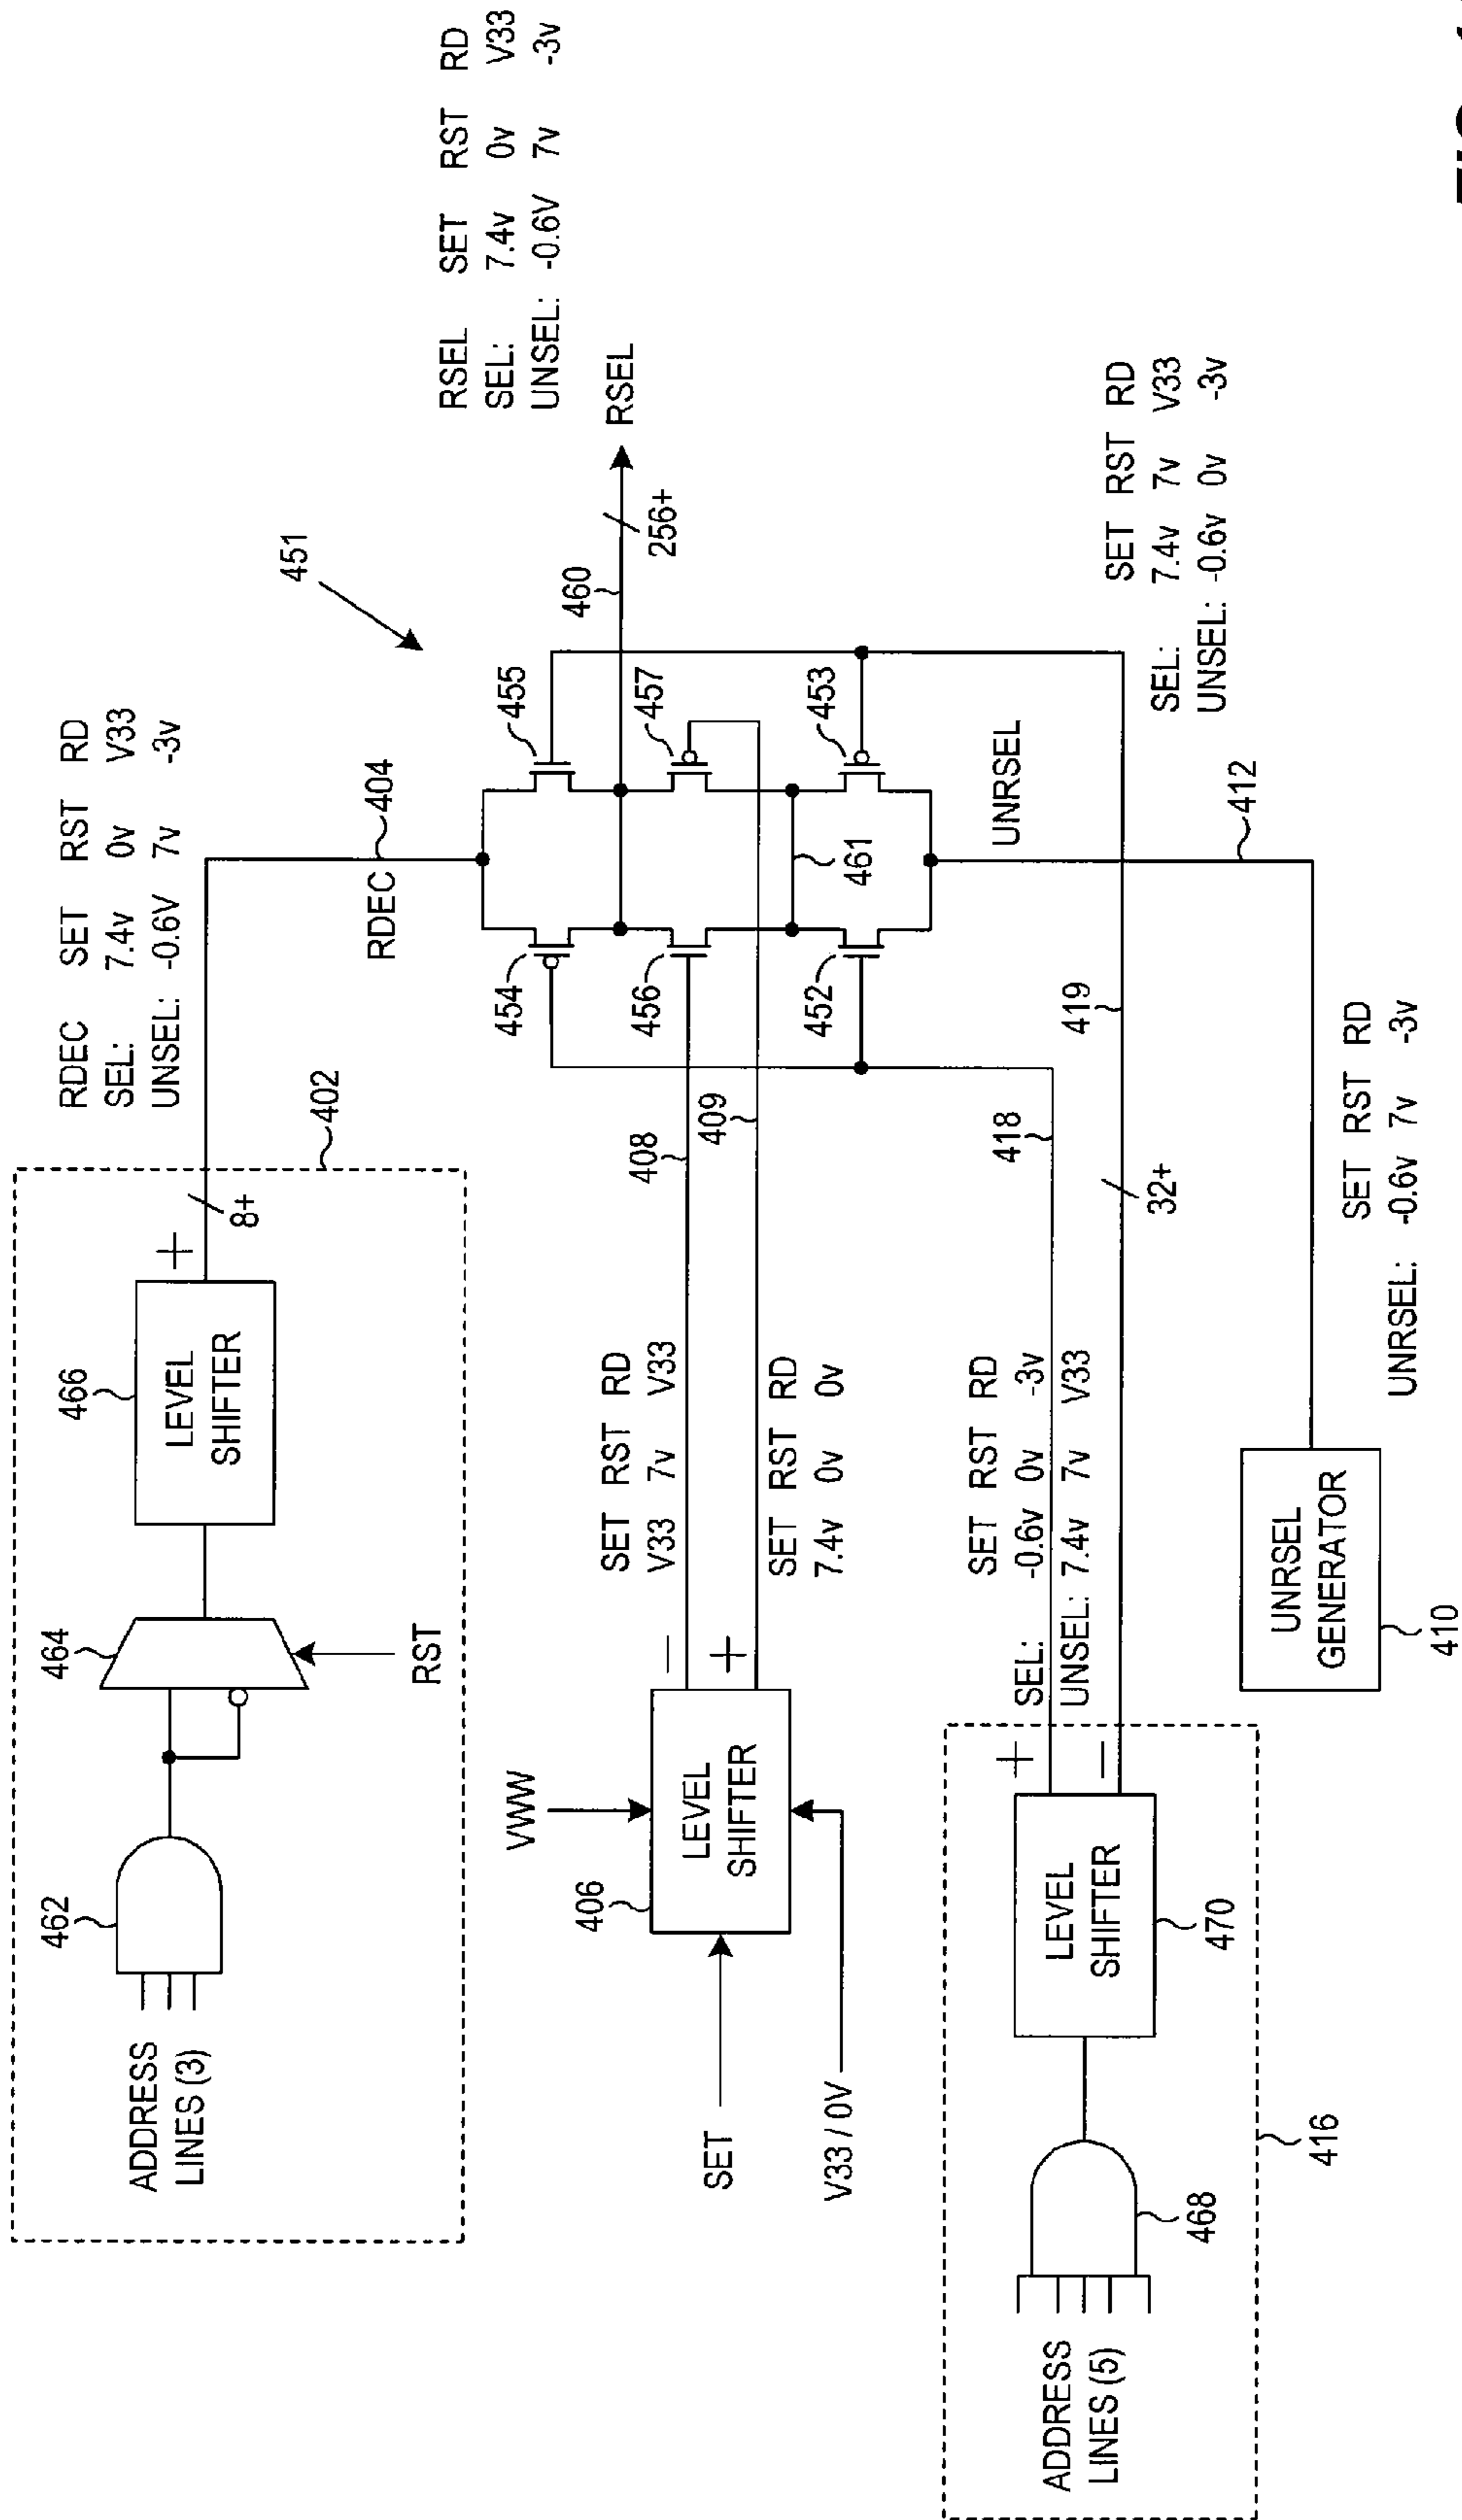 RDEC SET RST RD
SEL: 7.4v 0v V33
UNSEL: -0.6V 7v -3v
402
404
RDEC
8+
+
466
LEVEL
SHIFTER
464
RST
462
ADDRESS
LINES (3)
451
RSEL SET RST RD
SEL: 7.4v 0v V33
UNSEL: -0.6V 7v -3v
RSEL
256+
460
455
457
453
454
456
452
461
UNRSEL
412
408
409
SET RST RD
V33 7v V33
SET RST RD
7.4v 0v 0v
−
+
VWW
LEVEL
SHIFTER
406
SET
V33 / 0V
418
419
32+
SET RST RD
SEL: 7.4v 7v V33
UNSEL: -0.6v 0v -3v
SET RST RD
SEL: -0.6v 0v -3v
UNSEL: 7.4v 7v V33
+
−
LEVEL
SHIFTER
470
468
416
ADDRESS
LINES (5)
SET RST RD
UNRSEL: -0.6v 7v -3v
UNRSEL
GENERATOR
410